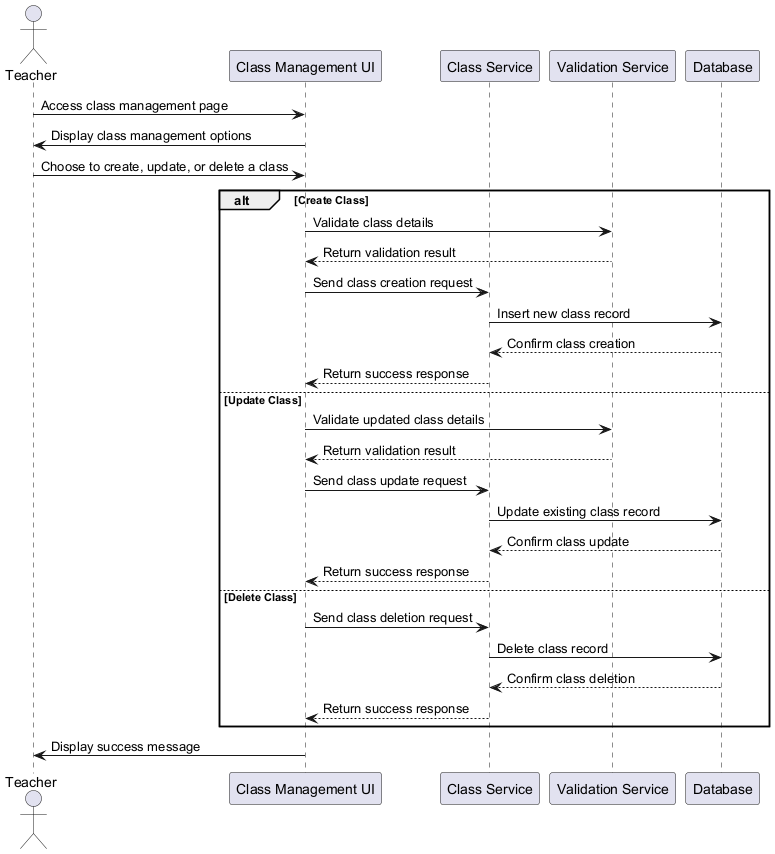 Teacher
Class Management UI
Class Service
Validation Service
Database
Access class management page
Display class management options
Choose to create, update, or delete a class
alt
[Create Class]
Validate class details
Return validation result
Send class creation request
Insert new class record
Confirm class creation
Return success response
[Update Class]
Validate updated class details
Return validation result
Send class update request
Update existing class record
Confirm class update
Return success response
[Delete Class]
Send class deletion request
Delete class record
Confirm class deletion
Return success response
Display success message
Teacher
Class Management UI
Class Service
Validation Service
Database